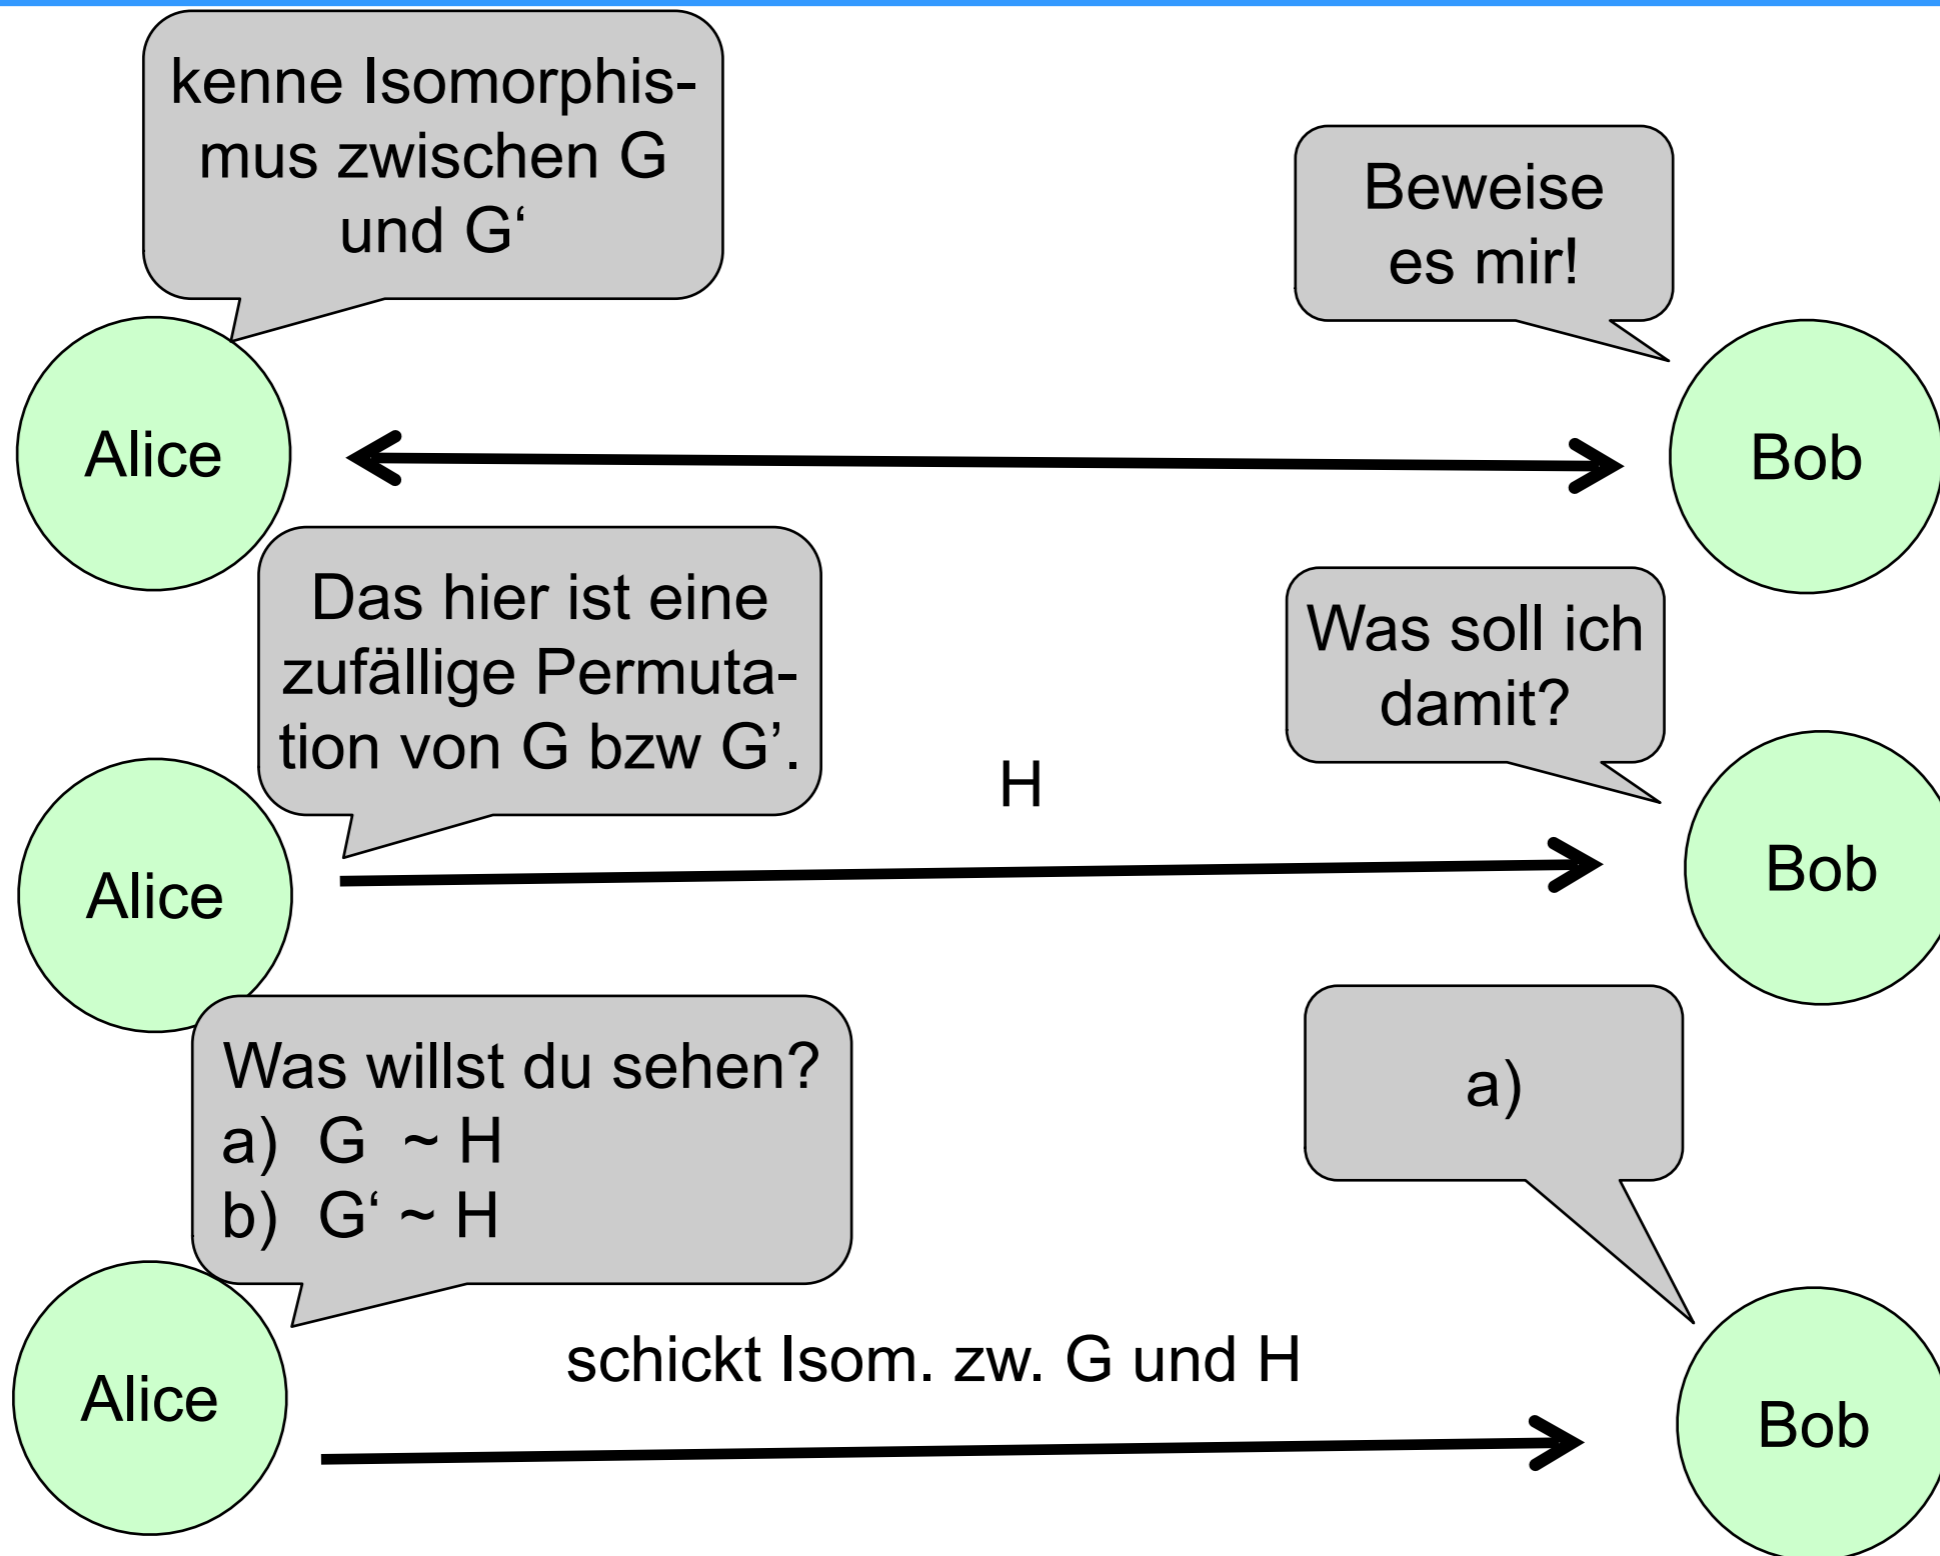 kenne Isomorphis-
mus zwischen G
und G‘
Beweise
es mir!
Alice
Bob
Das hier ist eine
zufällige Permuta-
tion von G bzw G’.
Was soll ich
damit?
H
Alice
Bob
Was willst du sehen?
a) G ~ H
b) G‘ ~ H
a)
schickt Isom. zw. G und H
Alice
Bob